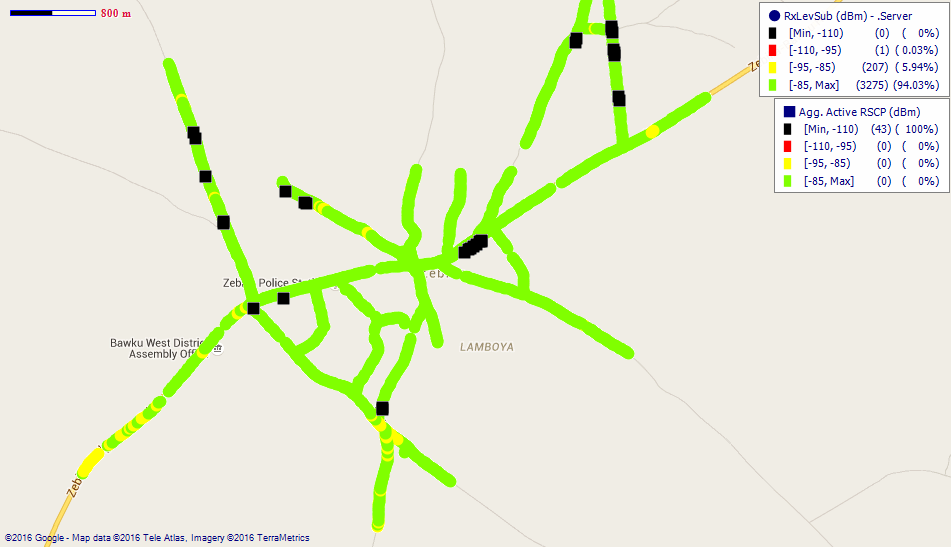 800 m
RxLevSub (dBm) - .Server
[Min, -110) (0) ( 0%)
[-110, -95) (1) ( 0.03%)
[-95, -85) (207) ( 5.94%)
[-85, Max] (3275) (94.03%)
Agg. Active RSCP (dBm)
[Min, -110) (43) ( 100%)
[-110, -95) (0) ( 0%)
[-95, -85) (0) ( 0%)
[-85, Max] (0) ( 0%)
Police
Bawku West
Assembly
LAMBOYA
©2016 Google - Map data ©2016 Tele Atlas, Imagery ©2016 TerraMetrics